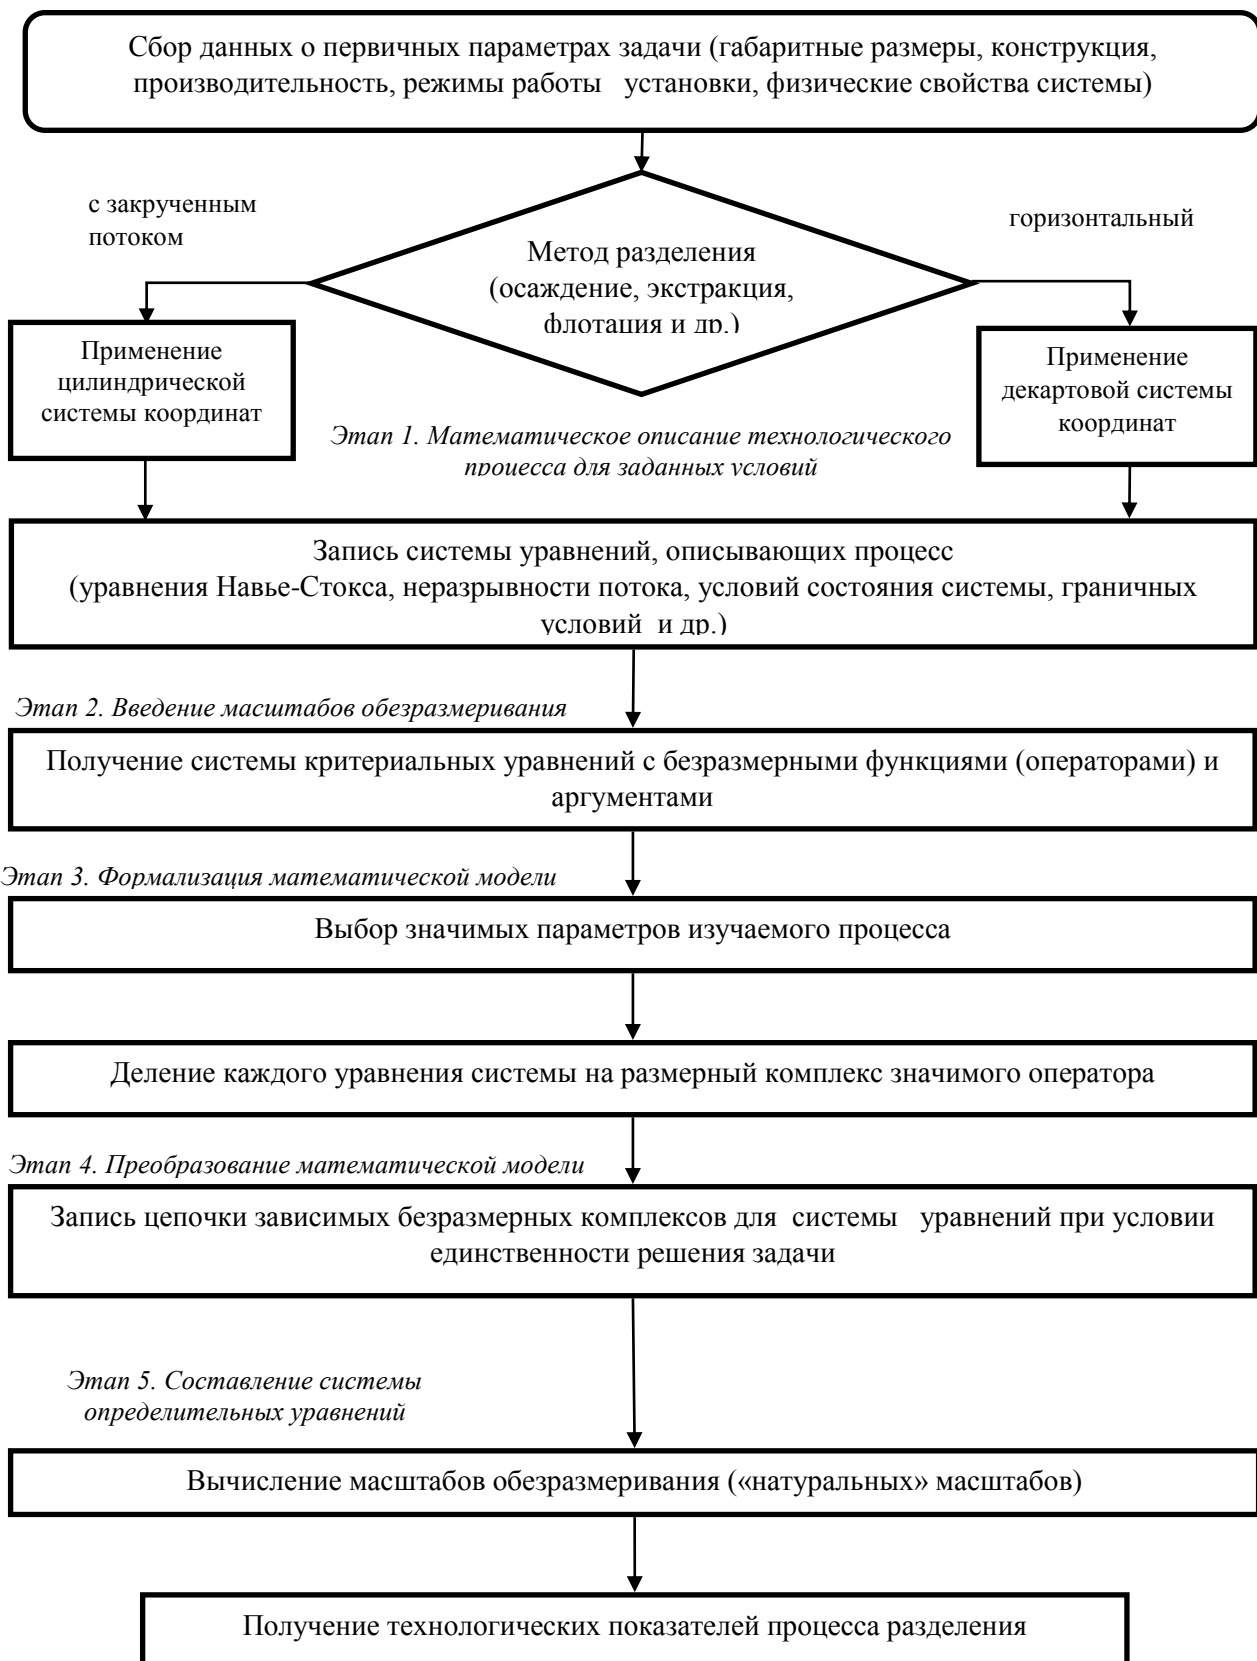 Сбор данных о первичных параметрах задачи (габаритные размеры, конструкция,
производительность, режимы работы установки, физические свойства системы)
с закрученным
потоком
горизонтальный
Метод разделения
(осаждение, экстракция,
флотация и др.)
Применение
цилиндрической
системы координат
Применение
декартовой системы
координат
Этап 1. Математическое описание технологического
процесса для заданных условий
Запись системы уравнений, описывающих процесс
(уравнения Навье-Стокса, неразрывности потока, условий состояния системы, граничных
условий и др.)
Этап 2. Введение масштабов обезразмеривания
Получение системы критериальных уравнений с безразмерными функциями (операторами) и
аргументами
Этап 3. Формализация математической модели
Выбор значимых параметров изучаемого процесса
Деление каждого уравнения системы на размерный комплекс значимого оператора
Этап 4. Преобразование математической модели
Запись цепочки зависимых безразмерных комплексов для системы уравнений при условии
единственности решения задачи
Этап 5. Составление системы
определительных уравнений
Вычисление масштабов обезразмеривания («натуральных» масштабов)
Получение технологических показателей процесса разделения